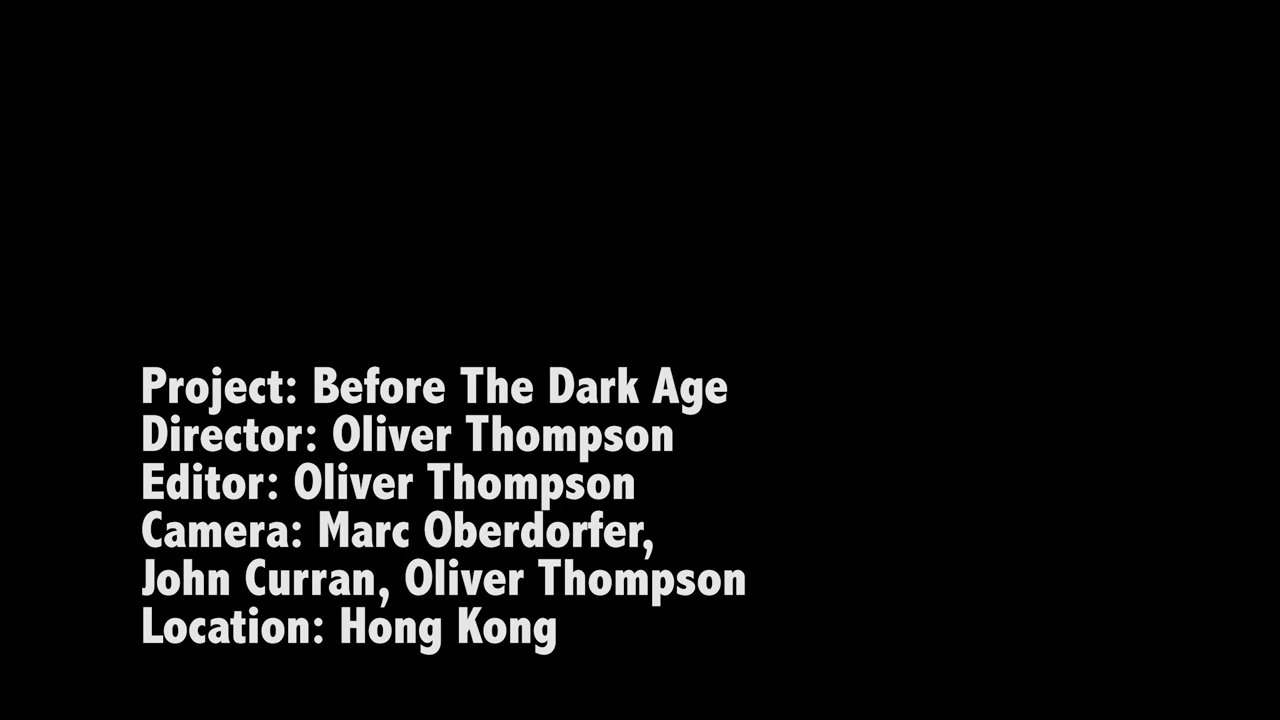 Project: Before The Dark Age
Director: Oliver Thompson
Editor: Oliver Thompson
Camera: Marc Oberdorfer,
John Curran, Oliver Thompson
Location: Hong Kong